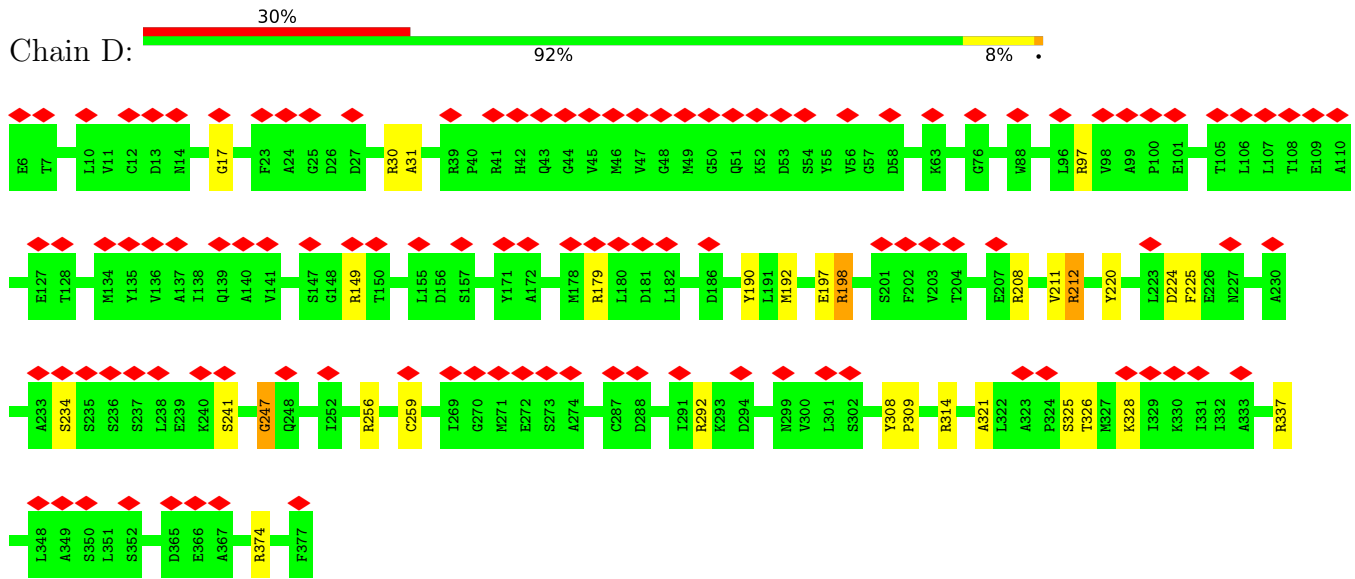 30%
Chain D:
92% 8% •
E6 T7 L10 V11 C12 D13 N14 G17 F23 A24 G25 D26 D27 R30 A31 R39 P40 R41 H42 Q43 G44 V45 M46 V47 G48 M49 G50 Q51 K52 D53 S54 Y55 V56 G57 D58 K63 G76 W88 L96 R97 V98 A99 P100 E101 T105 L106 L107 T108 E109 A110
E127 T128 M134 Y135 V136 A137 I138 Q139 A140 V141 S147 G148 R149 T150 L155 D156 S157 Y171 A172 M178 R179 L180 D181 L182 D186 Y190 L191 M192 E197 R198 S201 F202 V203 T204 E207 R208 V211 R212 Y220 L223 D224 F225 E226 N227 A230
A233 S234 S235 S236 S237 L238 E239 K240 S241 G247 Q248 I252 R256 C259 I269 G270 M271 E272 S273 A274 C287 D288 I291 R292 K293 D294 N299 V300 L301 S302 Y308 P309 R314 A321 L322 A323 P324 S325 T326 M327 K328 I329 K330 I331 I332 A333 R337
L348 A349 S350 L351 S352 D365 E366 A367 R374 F377